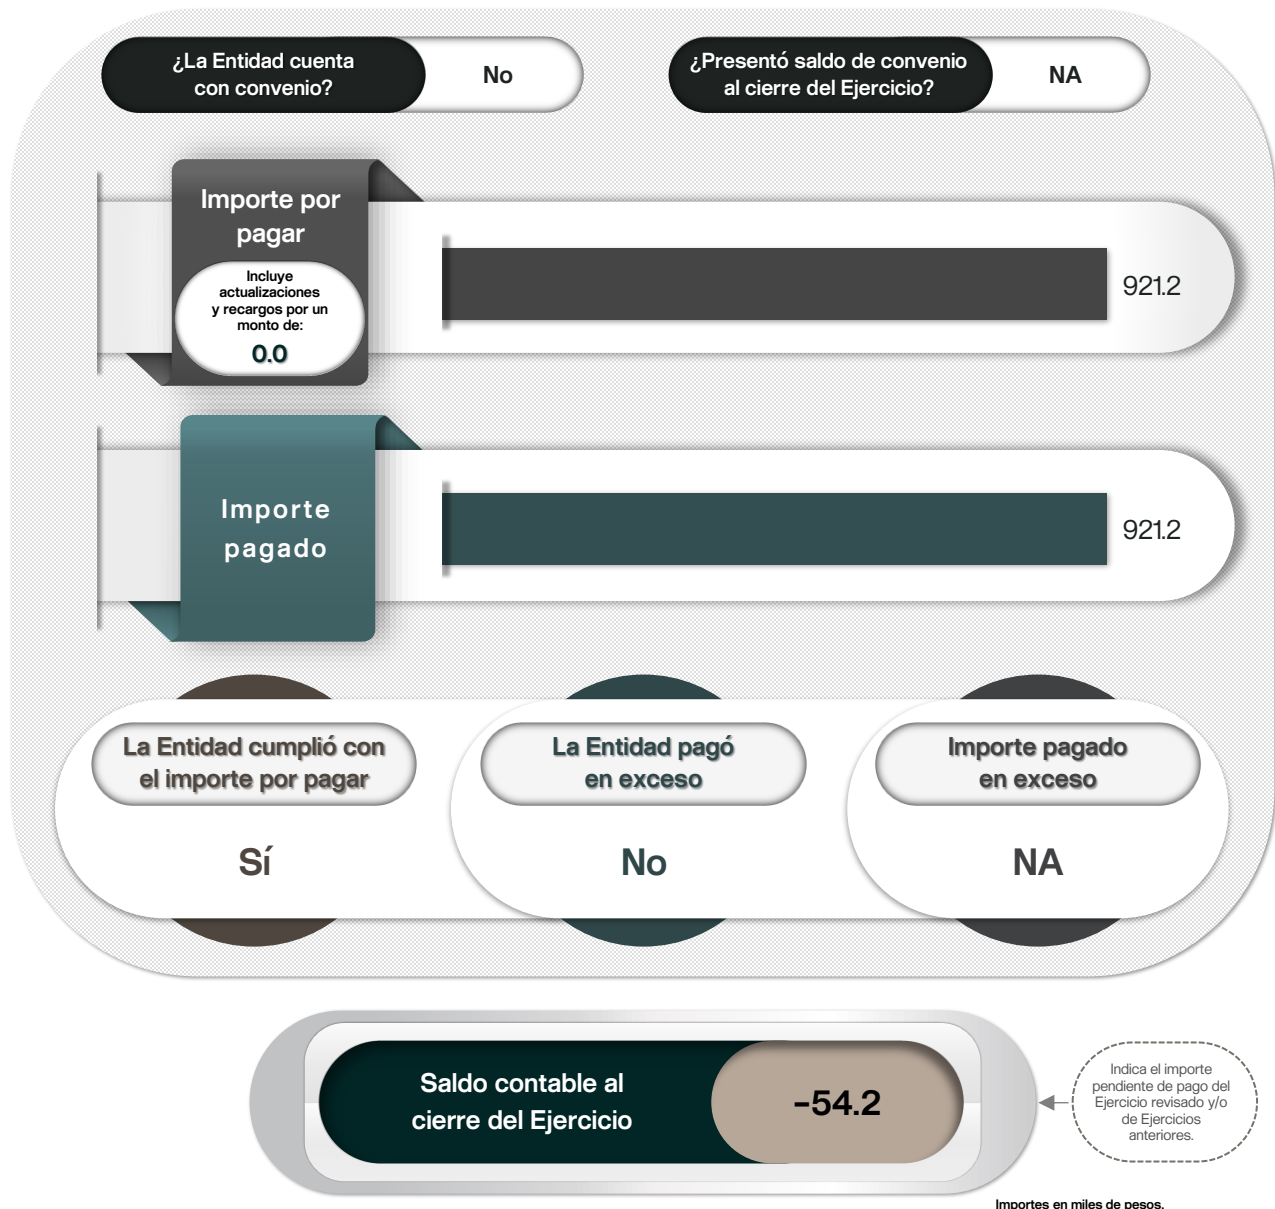 ¿La Entidad cuenta
con convenio?
No
¿Presentó saldo de convenio
al cierre del Ejercicio?
NA
Importe por
pagar
Incluye
actualizaciones
y recargos por un
monto de:
0.0
921.2
Importe
pagado
921.2
La Entidad cumplió con
el importe por pagar
Sí
La Entidad pagó
en exceso
No
Importe pagado
en exceso
NA
Saldo contable al
cierre del Ejercicio
-54.2
Indica el importe
pendiente de pago del
Ejercicio revisado y/o
de Ejercicios
anteriores.
Importes en miles de pesos.